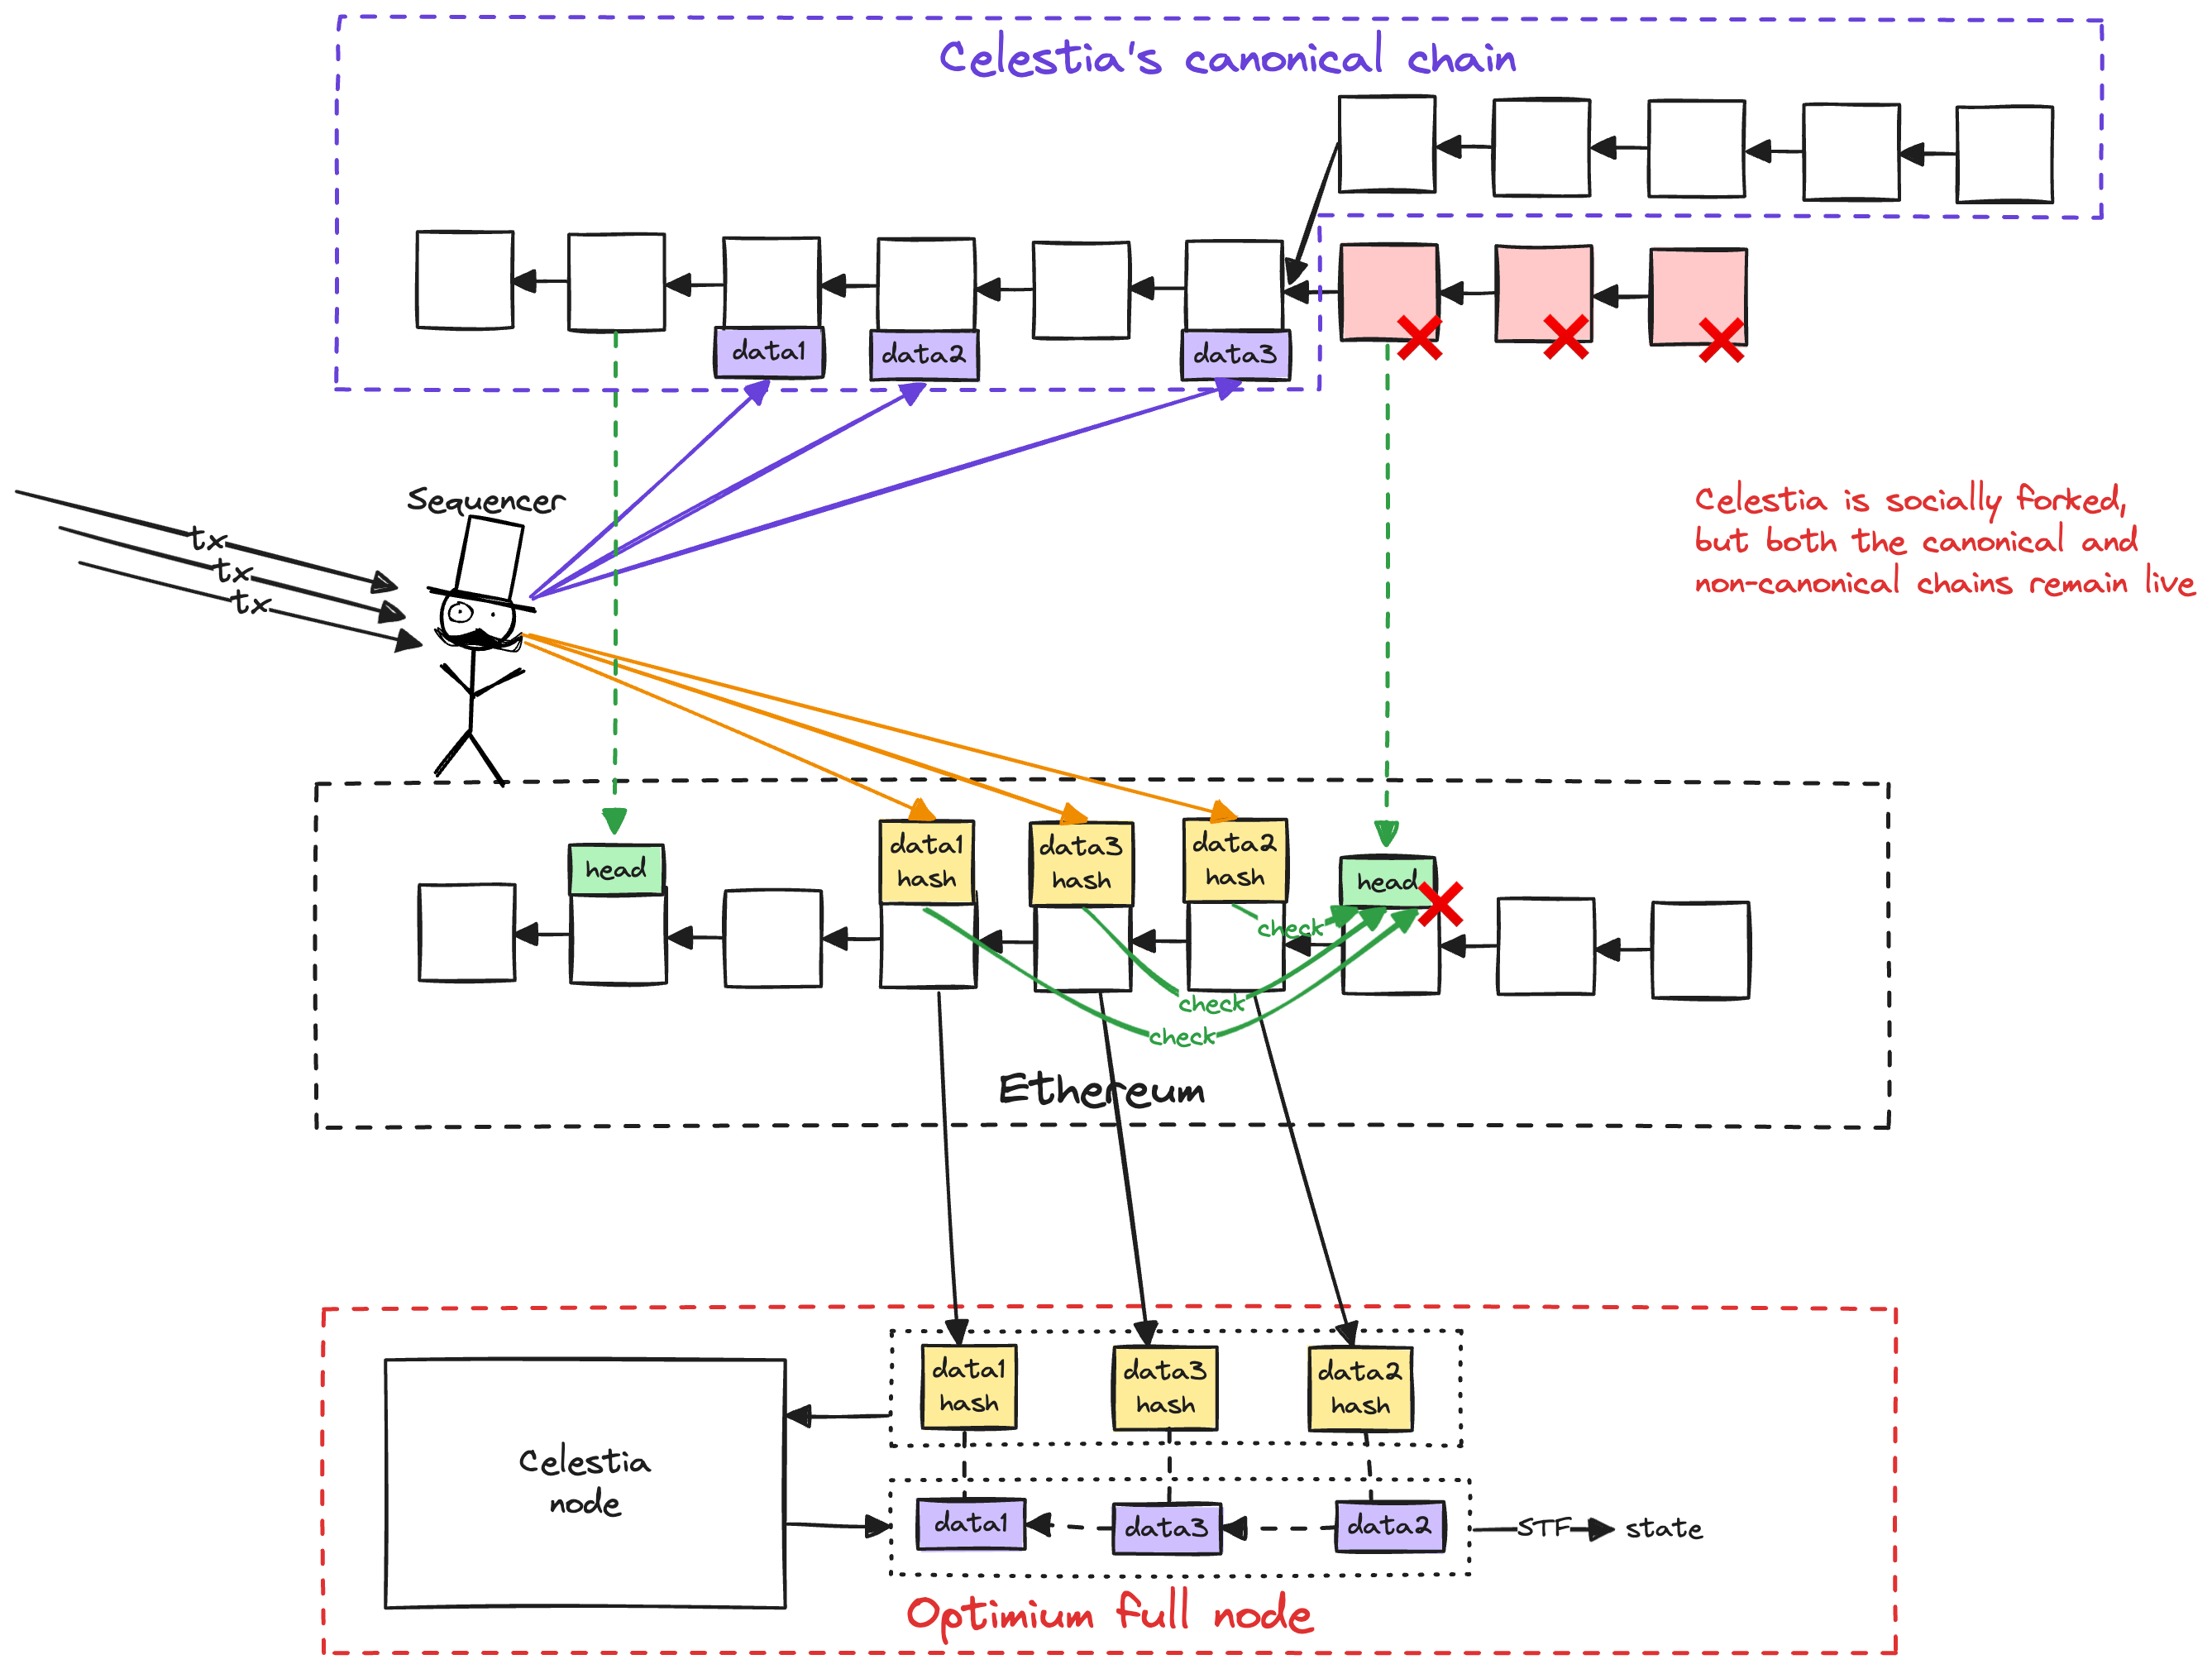 Celestia's canonical chain
data1
data2
data3
Sequencer
tx
tx
tx
Celestia is socially forked,
but both the canonical and
non-canonical chains remain live
head
data1
hash
data3
hash
data2
hash
head
check
check
check
Ethereum
data1
hash
data3
hash
data2
hash
Celestia
node
data1
data3
data2
STF
state
Optimium full node